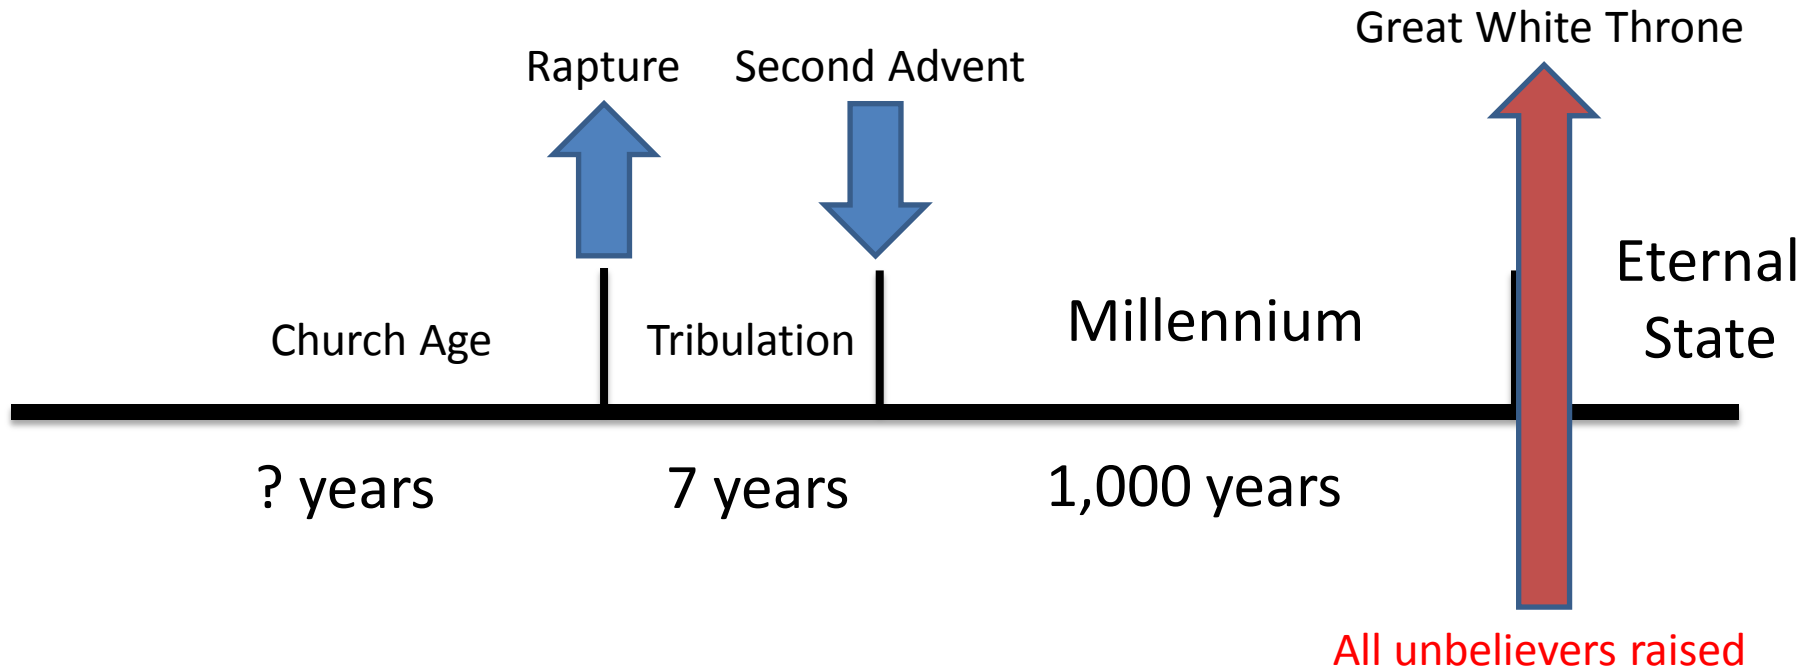 Great White Throne
Rapture
Second Advent
Eternal
State
Millennium
Church Age
Tribulation
? years
7 years
1,000 years
All unbelievers raised